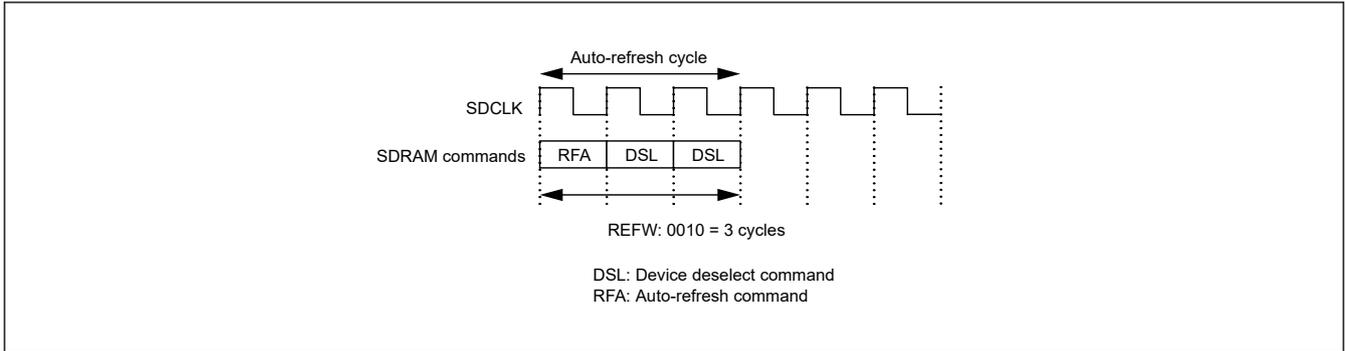 Auto-refresh cycle
SDCLK
SDRAM commands RFA DSL DSL
REFW: 0010 = 3 cycles
DSL: Device deselect command
RFA: Auto-refresh command